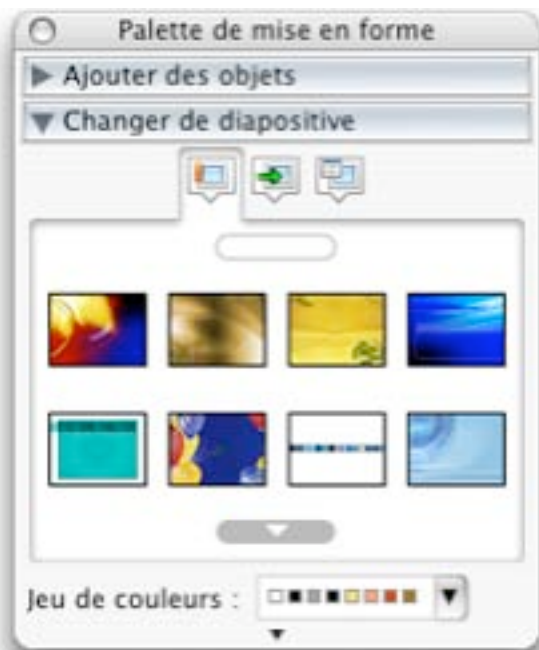 Palette de mise en forme
Ajouter des objets
Changer de diapositive
Jeu de couleurs :